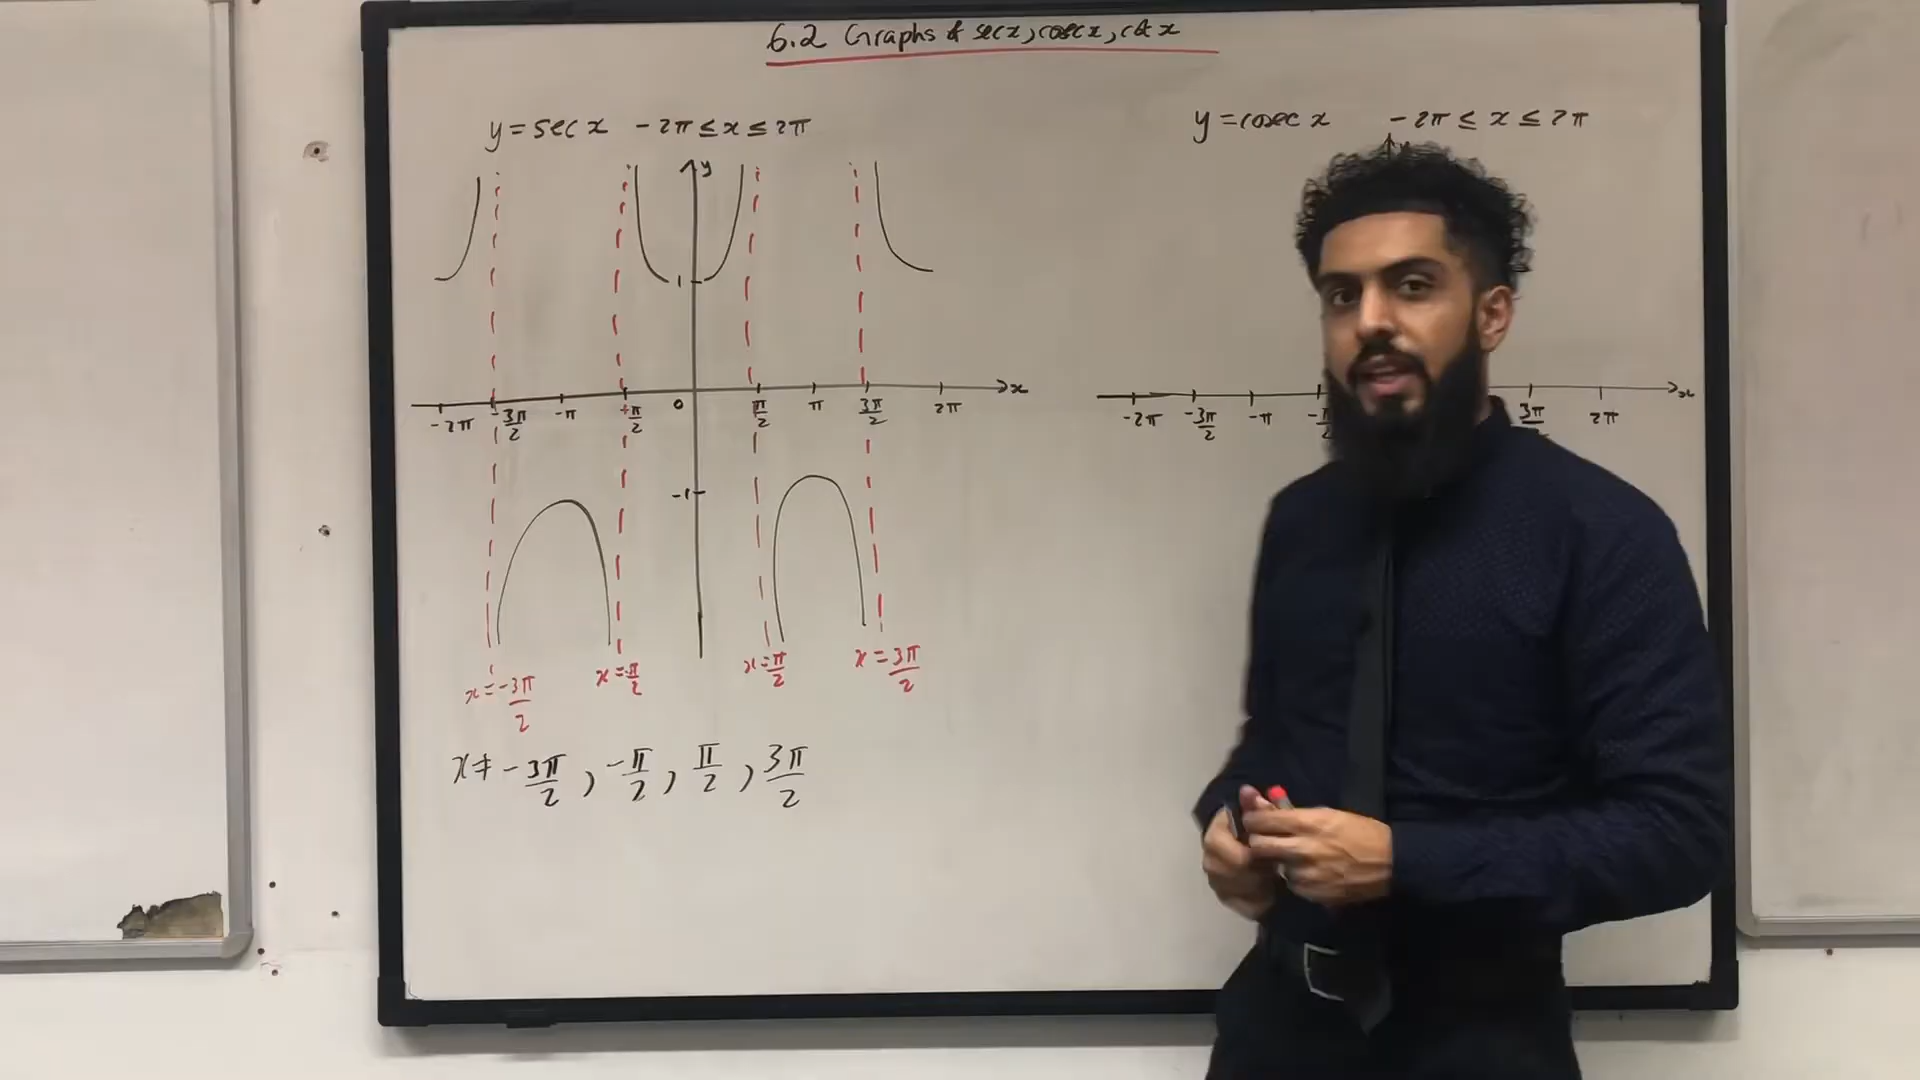 6.2 Graphs of sec x, cosec x, cot x
y = sec x   -2π ≤ x ≤ 2π
y
1
x
-2π -3π/2 -π -π/2 0 π/2 π 3π/2 2π
-1
x = -3π/2
x = -π/2
x = π/2
x = 3π/2
x ≠ -3π/2 , -π/2 , π/2 , 3π/2
y = cosec x   -2π ≤ x ≤ 2π
x
-2π -3π/2 -π 3π/2 2π